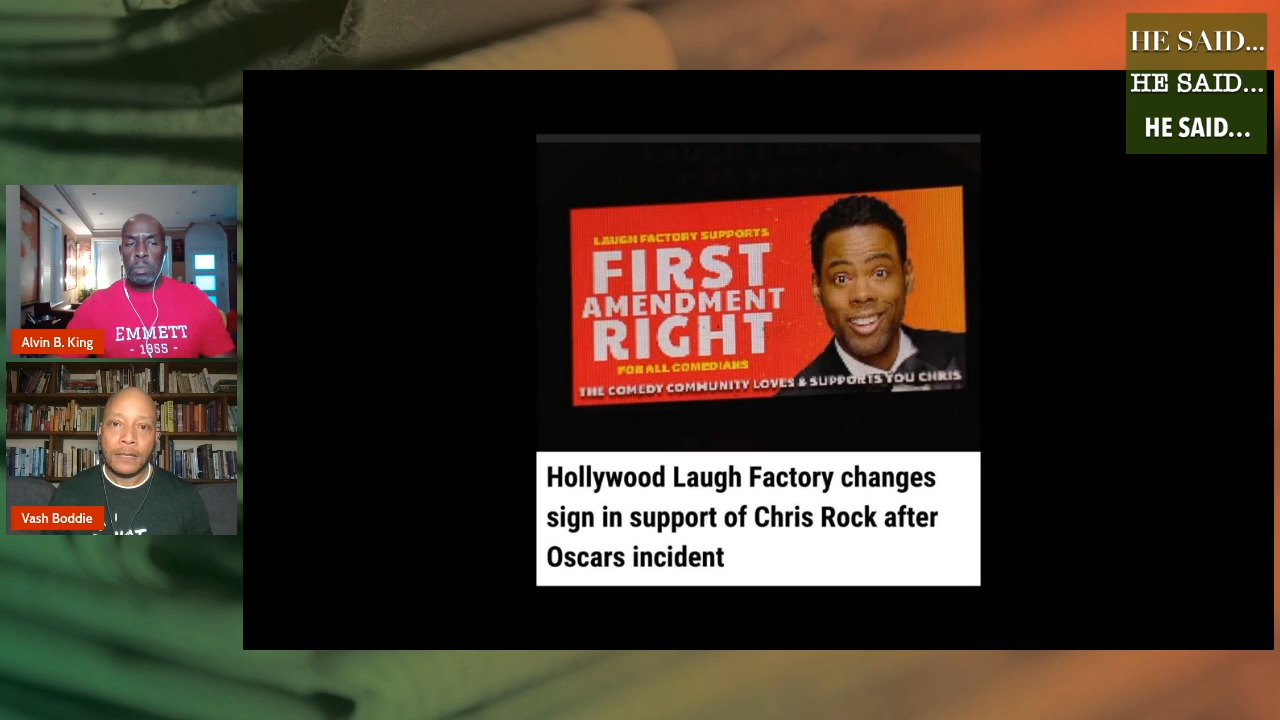 HE SAID...
HE SAID...
HE SAID...
EMMETT
- 1955 -
Alvin B. King
Vash Boddie
LAUGH FACTORY SUPPORTS
FIRST
AMENDMENT
RIGHT
FOR ALL COMEDIANS
THE COMEDY COMMUNITY LOVES & SUPPORTS YOU CHRIS
Hollywood Laugh Factory changes
sign in support of Chris Rock after
Oscars incident